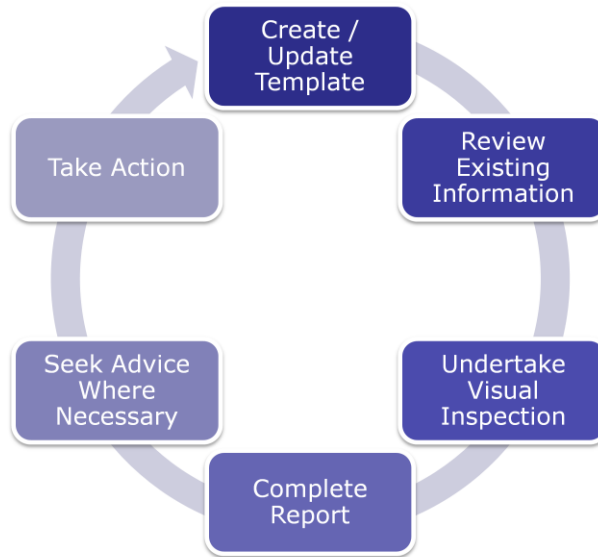 Create /
Update
Template
Review
Existing
Information
Undertake
Visual
Inspection
Complete
Report
Seek Advice
Where
Necessary
Take Action